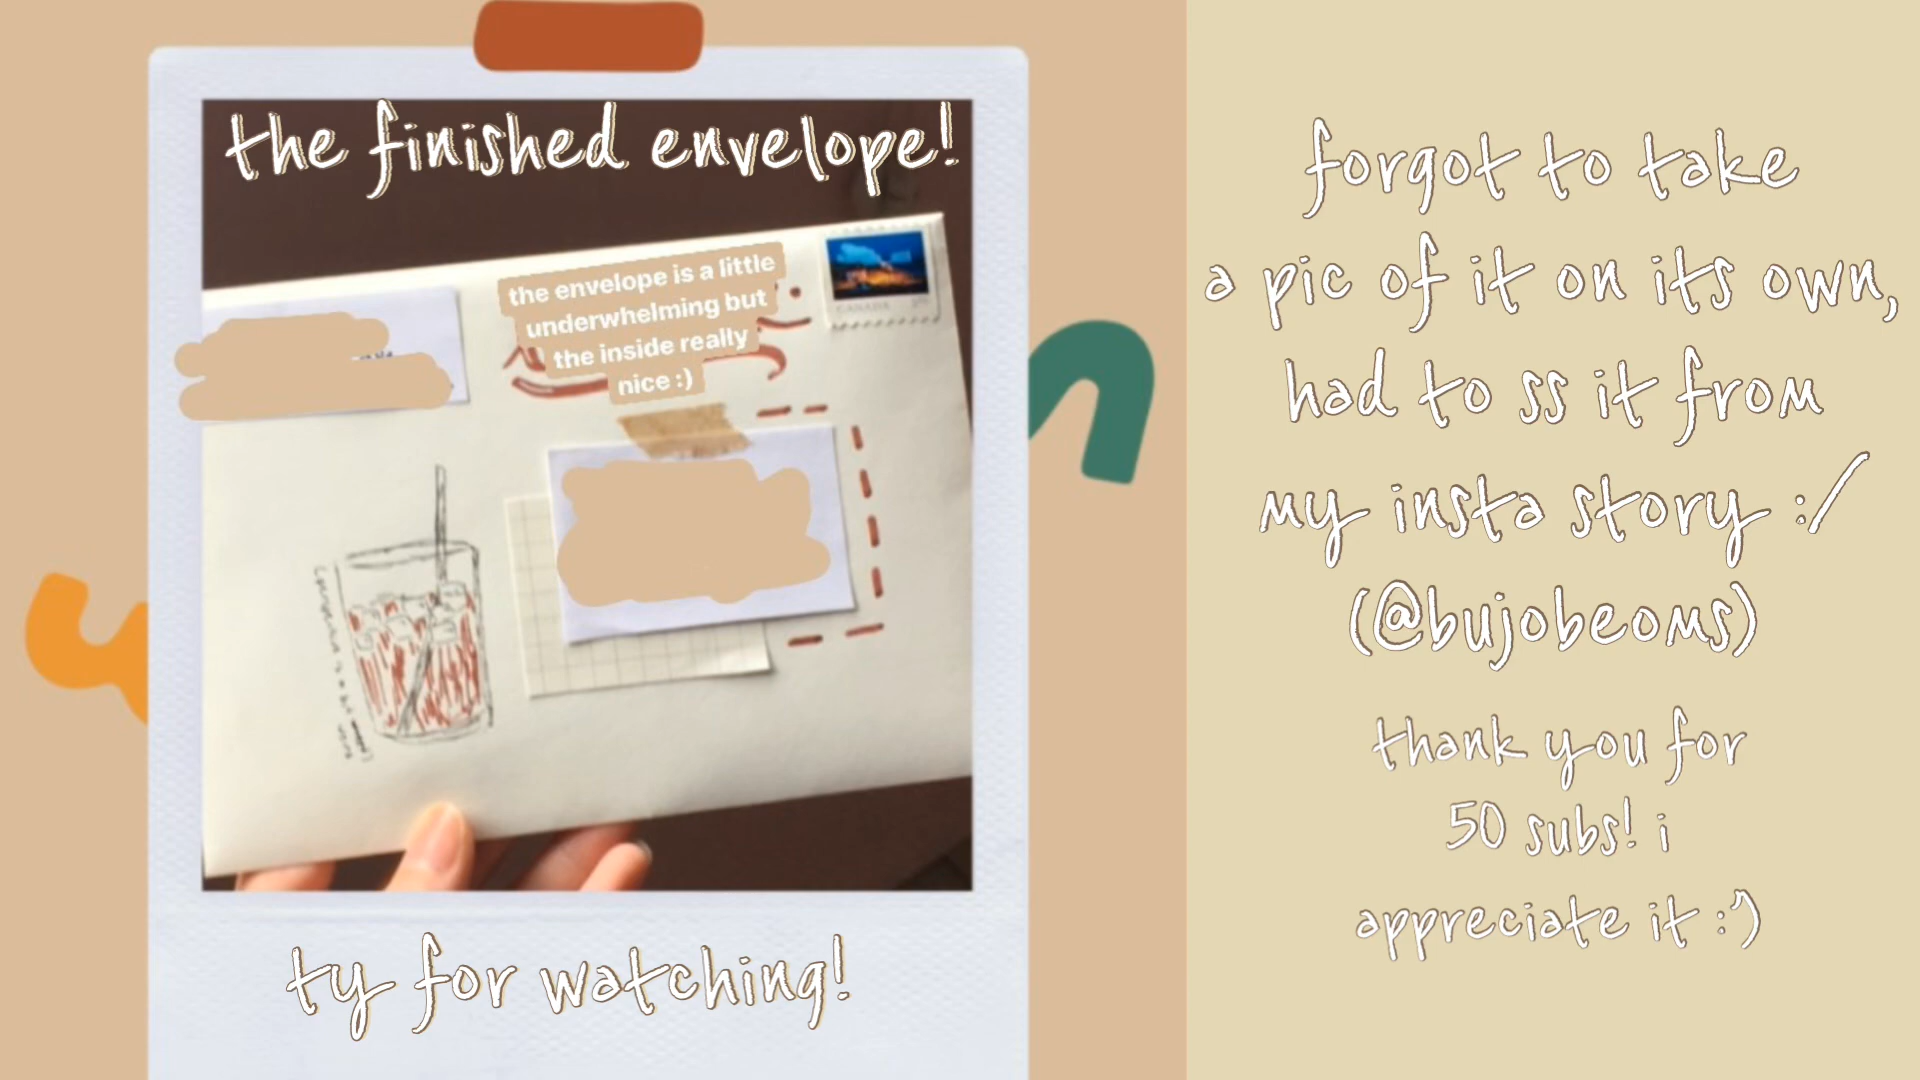 the finished envelope!
the envelope is a little
underwhelming but
the inside really
nice :)
CANADA
ty for watching!
forgot to take
a pic of it on its own,
had to ss it from
my insta story :/
(@bujobeoms)
thank you for
50 subs! i
appreciate it :')